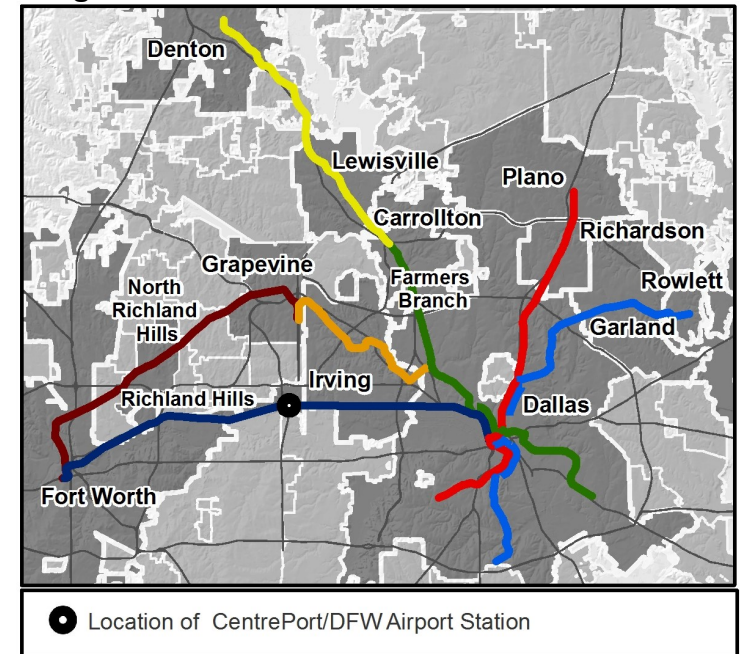 Denton
Lewisville
Plano
Carrollton
Richardson
Grapevine
Farmers
Branch
Rowlett
North
Richland
Hills
Garland
Irving
Richland Hills
Dallas
Fort Worth
Location of CentrePort/DFW Airport Station